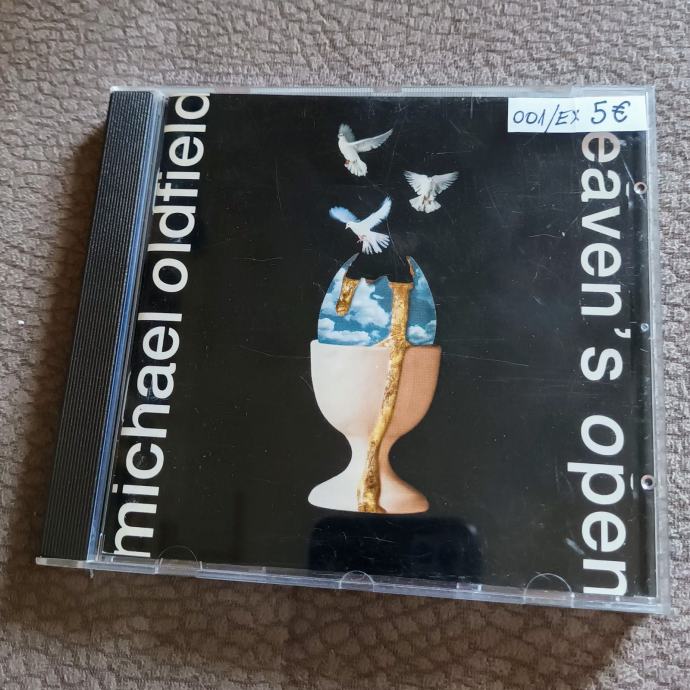 michael oldfield
001/EX 5€
eaven's open